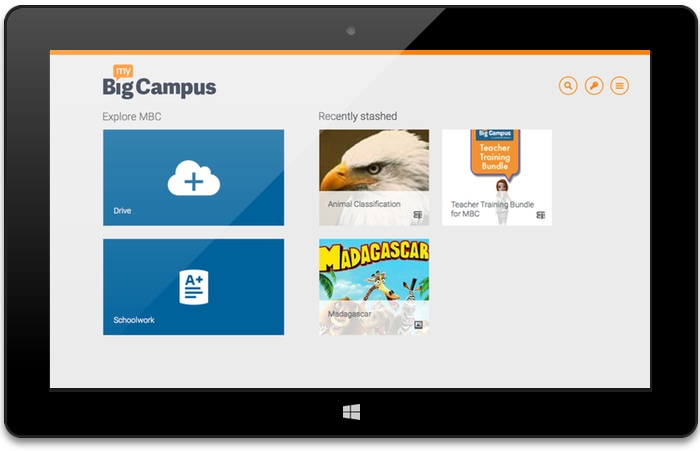 my
Big Campus
Explore MBC
Recently stashed
Drive
A+
Schoolwork
Animal Classification
Big Campus
Teacher
Training
Bundle
Teacher Training Bundle
for MBC
MADAGASCAR
Madagascar